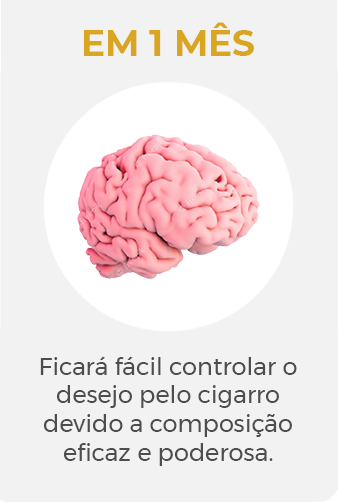 EM 1 MÊS
Ficará fácil controlar o
desejo pelo cigarro
devido a composição
eficaz e poderosa.